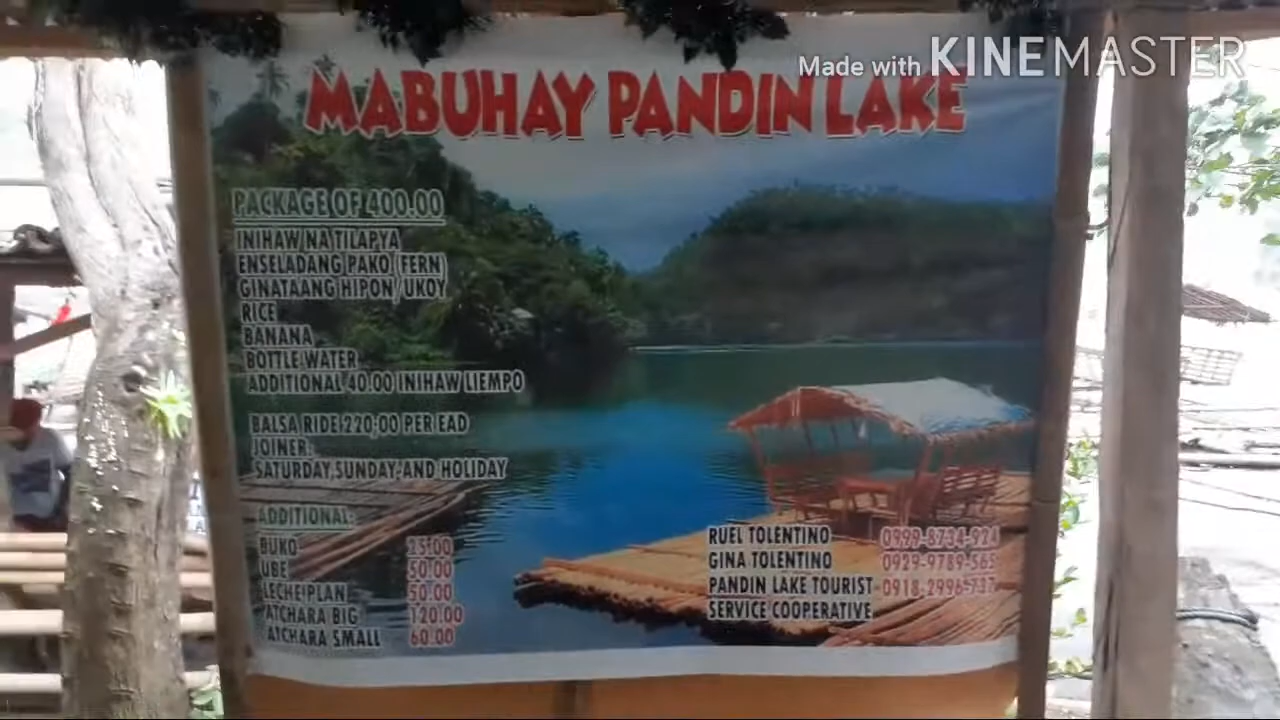 Made with KINEMASTER
MABUHAY PANDIN LAKE
PACKAGE OF 400.00
INIHAW NA TILAPYA
ENSELADANG PAKO (FERN
GINATAANG HIPON/UKOY
RICE
BANANA
BOTTLE WATER
ADDITIONAL 40.00 INIHAW LIEMPO
BALSA RIDE 220.00 PER EAD
JOINER:
SATURDAY,SUNDAY,AND HOLIDAY
ADDITIONAL:
BUKO 25.00
UBE 50.00
LECHE PLAN 50.00
ATCHARA BIG 120.00
ATCHARA SMALL 60.00
RUEL TOLENTINO 0999-8734-924
GINA TOLENTINO 0929-9789-565
PANDIN LAKE TOURIST-0918-2996-737
SERVICE COOPERATIVE